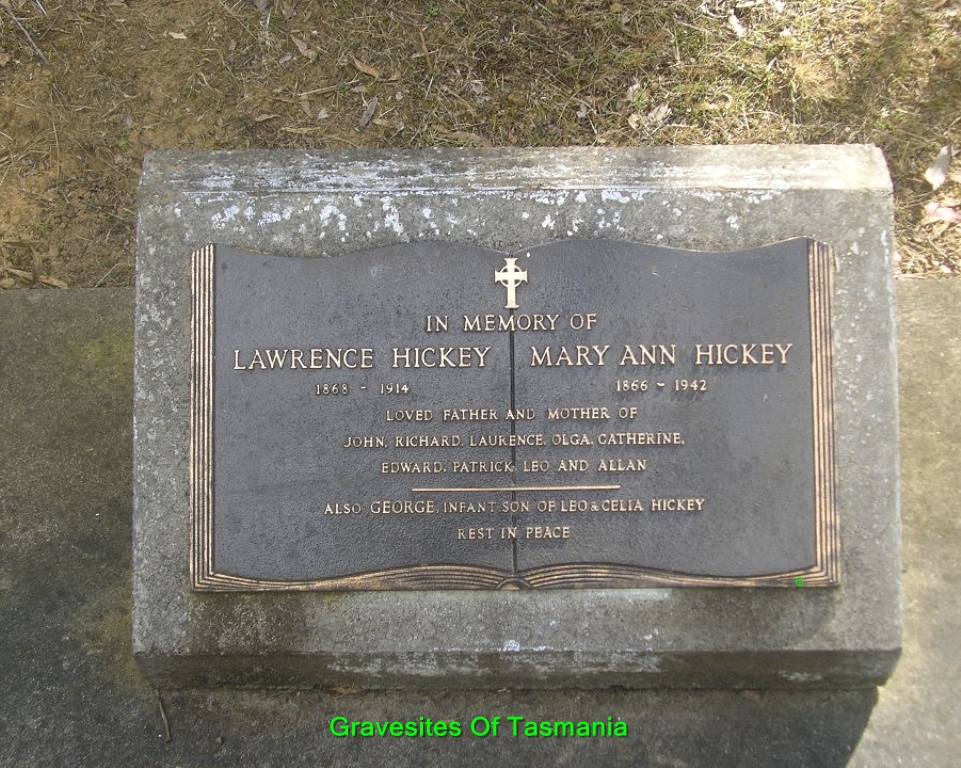 IN MEMORY OF
LAWRENCE HICKEY MARY ANN HICKEY
1868 - 1914 1866 - 1942
LOVED FATHER AND MOTHER OF
JOHN, RICHARD, LAURENCE, OLGA, CATHERINE,
EDWARD, PATRICK, LEO AND ALLAN
ALSO GEORGE, INFANT SON OF LEO & CELIA HICKEY
REST IN PEACE
Gravesites Of Tasmania